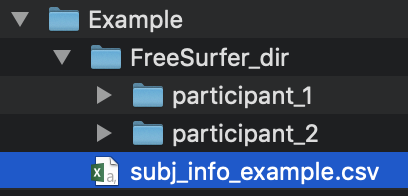 Example
FreeSurfer_dir
participant_1
participant_2
subj_info_example.csv